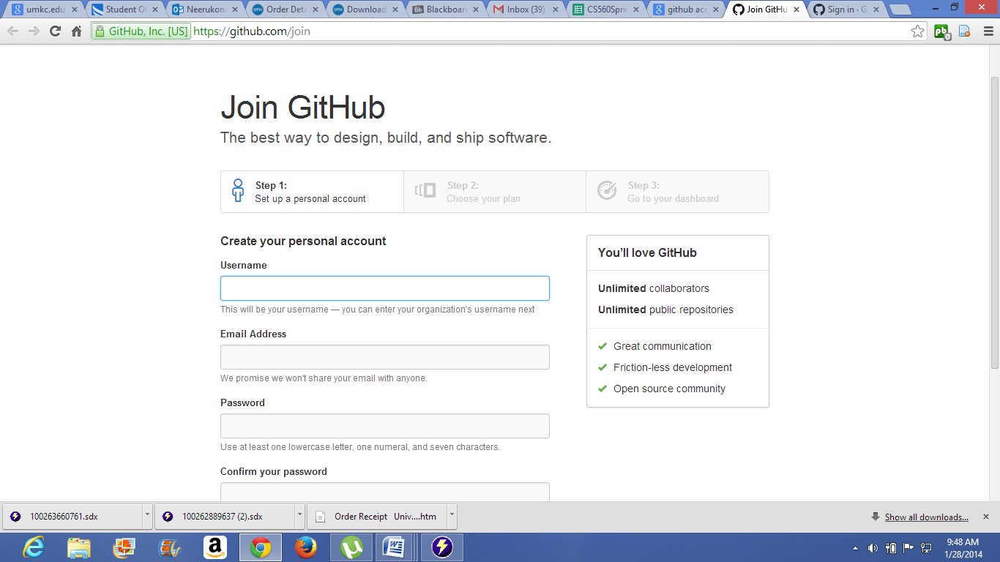 umkc.edu
Student Of
Neerukon
Order Deta
Download
Blackboar
Inbox (39)
CS560Spri
github acc
Join GitHu
Sign in · G
GitHub, Inc. [US]
https://github.com/join
Join GitHub
The best way to design, build, and ship software.
Step 1:
Set up a personal account
Step 2:
Choose your plan
Step 3:
Go to your dashboard
Create your personal account
Username
This will be your username — you can enter your organization's username next
Email Address
We promise we won't share your email with anyone.
Password
Use at least one lowercase letter, one numeral, and seven characters.
Confirm your password
You'll love GitHub
Unlimited collaborators
Unlimited public repositories
Great communication
Friction-less development
Open source community
100263660761.sdx
100262889637 (2).sdx
Order Receipt Univ....htm
Show all downloads...
9:48 AM
1/28/2014